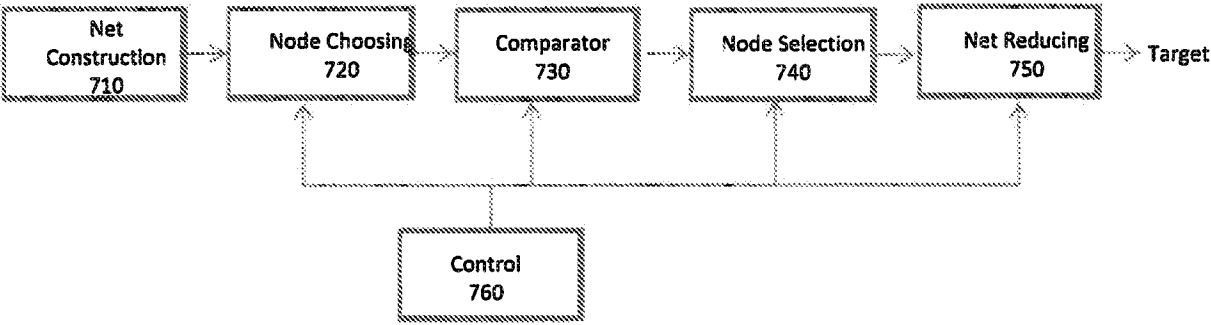 Net
Construction
710
Node Choosing
720
Comparator
730
Node Selection
740
Net Reducing
750
Target
Control
760